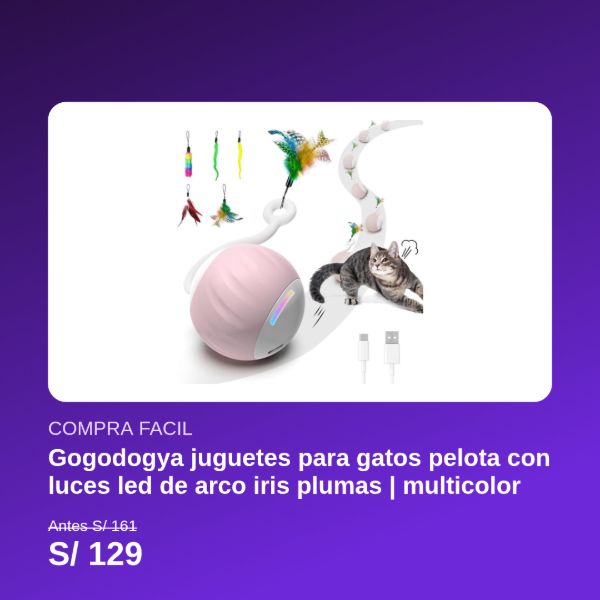 COMPRA FACIL
Gogodogya juguetes para gatos pelota con
luces led de arco iris plumas | multicolor
Antes S/ 161
S/ 129